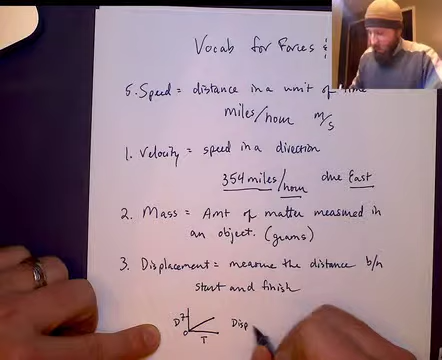 Vocab for Forces &
5. Speed = distance in a unit of time
miles/hour m/s
1. Velocity = speed in a direction
354 miles/hour due East
2. Mass = Amt of matter measured in
an object. (grams)
3. Displacement = measure the distance b/n
start and finish
D
T
Disp